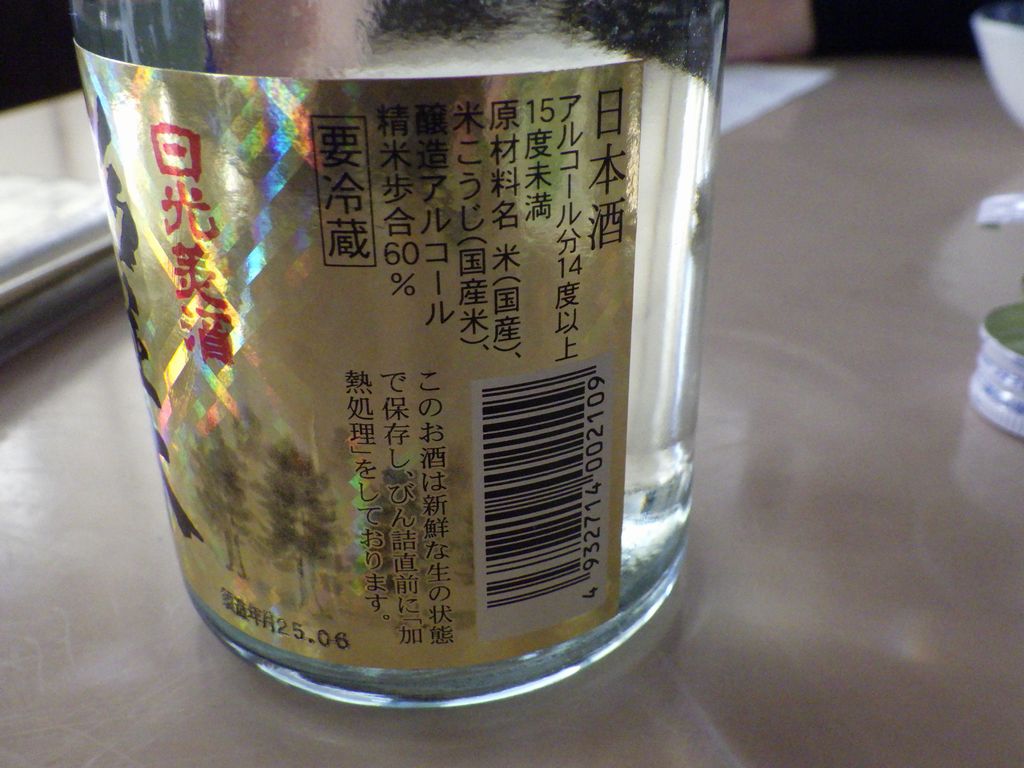 日本酒
アルコール分14度以上
15度未満
原材料名 米(国産)、
米こうじ(国産米)、
醸造アルコール
精米歩合60%
要冷蔵
このお酒は新鮮な生の状態
で保存し、びん詰直前に「加
熱処理」をしております。
4932714002109
日光美酒
製造年月25.06